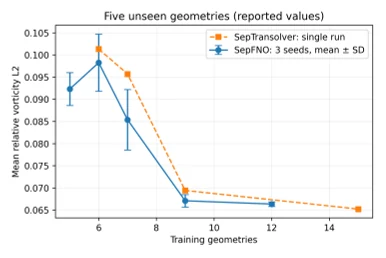 Five unseen geometries (reported values)
SepTransolver: single run
SepFNO: 3 seeds, mean ± SD
Mean relative vorticity L2
0.105
0.100
0.095
0.090
0.085
0.080
0.075
0.070
0.065
6
8
10
12
14
Training geometries